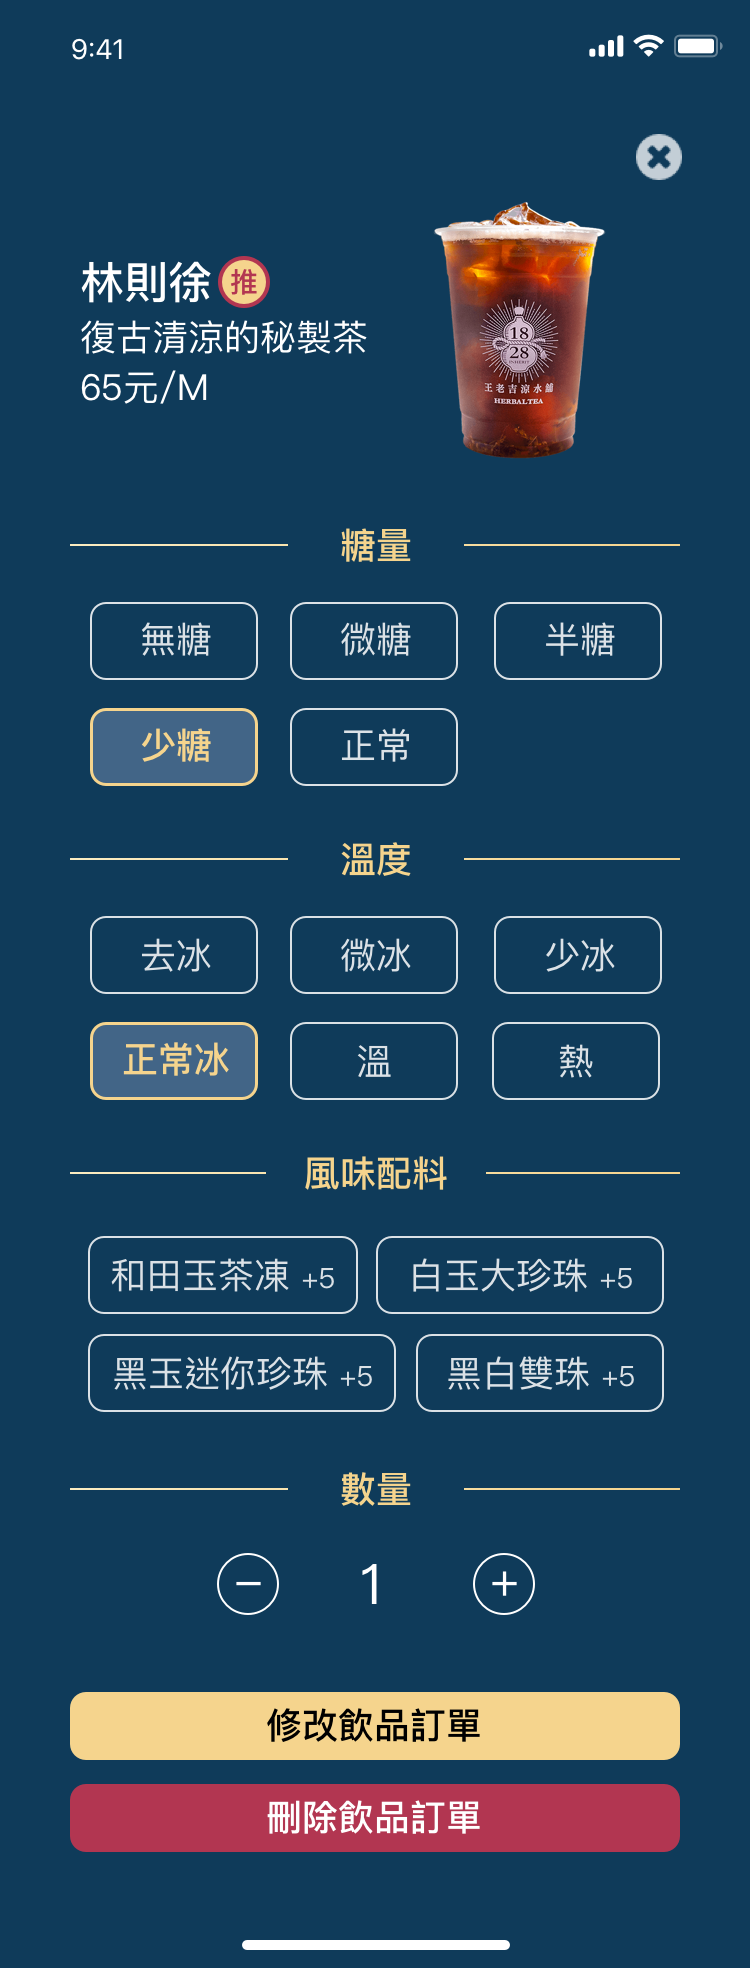 9:41
林則徐 推
復古清涼的秘製茶
65元/M
18
28
王老吉涼水舖
HERBALTEA
糖量
無糖 微糖 半糖
少糖 正常
溫度
去冰 微冰 少冰
正常冰 溫 熱
風味配料
和田玉茶凍 +5 白玉大珍珠 +5
黑玉迷你珍珠 +5 黑白雙珠 +5
數量
− 1 +
修改飲品訂單
刪除飲品訂單